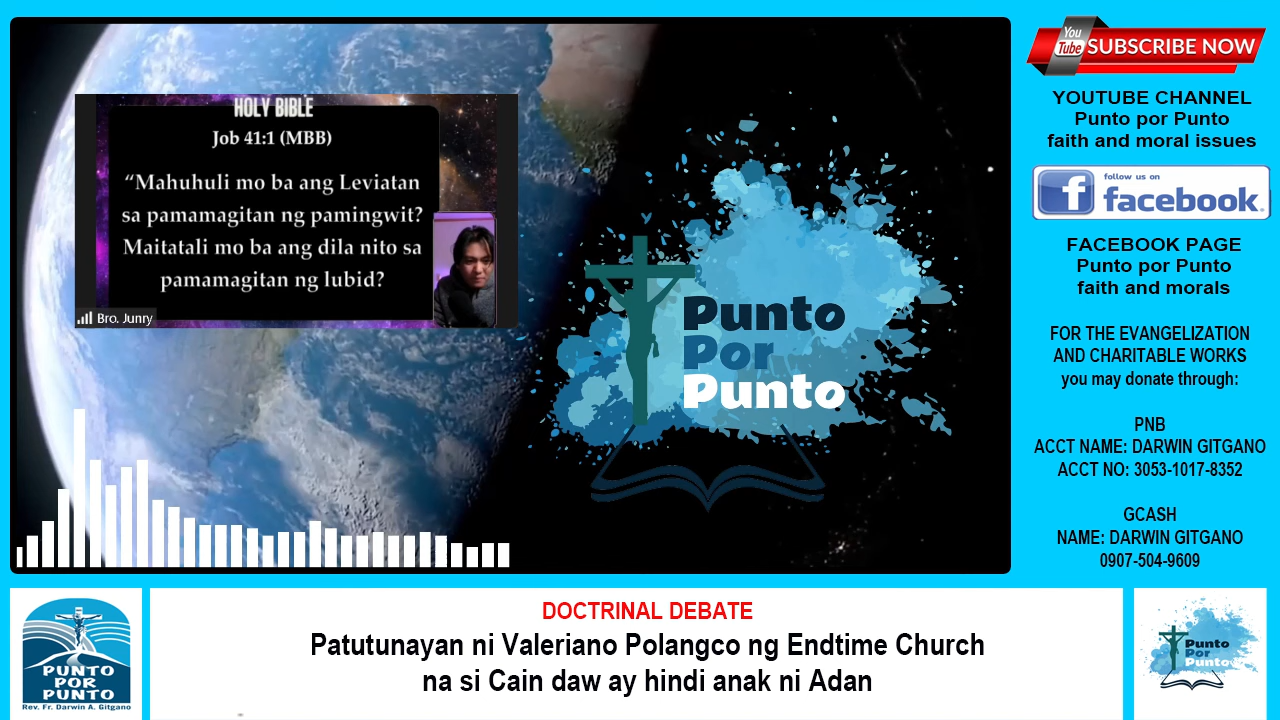 HOLY BIBLE
Job 41:1 (MBB)
“Mahuhuli mo ba ang Leviatan
sa pamamagitan ng pamingwit?
Maitatali mo ba ang dila nito sa
pamamagitan ng lubid?
Bro. Junry
Punto
Por
Punto
You
Tube
SUBSCRIBE NOW
YOUTUBE CHANNEL
Punto por Punto
faith and moral issues
follow us on
facebook.
FACEBOOK PAGE
Punto por Punto
faith and morals
FOR THE EVANGELIZATION
AND CHARITABLE WORKS
you may donate through:
PNB
ACCT NAME: DARWIN GITGANO
ACCT NO: 3053-1017-8352
GCASH
NAME: DARWIN GITGANO
0907-504-9609
PUNTO
POR
PUNTO
Rev. Fr. Darwin A. Gitgano
DOCTRINAL DEBATE
Patutunayan ni Valeriano Polangco ng Endtime Church
na si Cain daw ay hindi anak ni Adan
Punto
Por
Punto